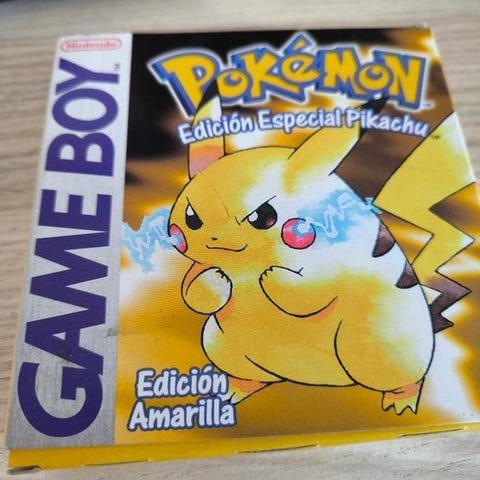 Nintendo
GAME BOY
POKéMON
Edición Especial Pikachu
Edición
Amarilla